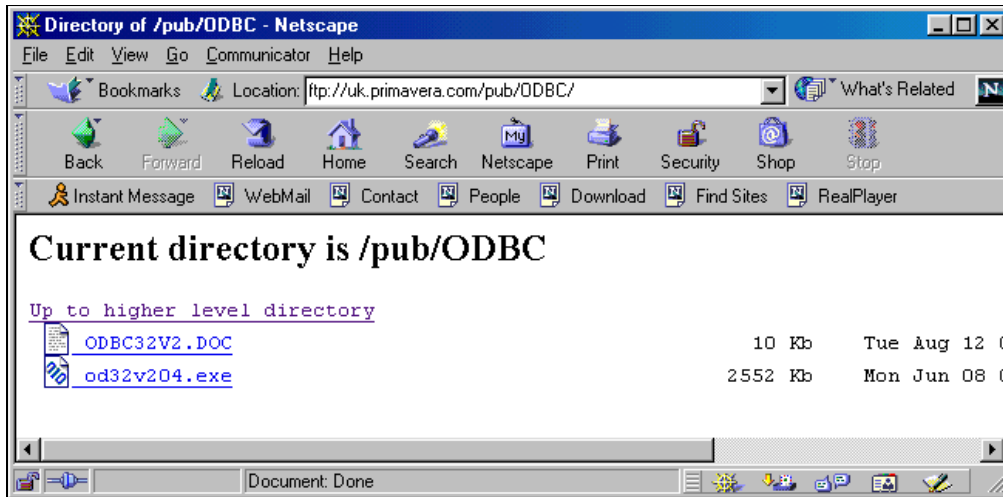 Directory of /pub/ODBC - Netscape
File Edit View Go Communicator Help
Bookmarks Location: ftp://uk.primavera.com/pub/ODBC/ What's Related N
My
Back Forward Reload Home Search Netscape Print Security Shop Stop
Instant Message WebMail Contact People Download Find Sites RealPlayer
Current directory is /pub/ODBC
Up to higher level directory
ODBC32V2.DOC 10 Kb Tue Aug 12
od32v204.exe 2552 Kb Mon Jun 08
Document: Done